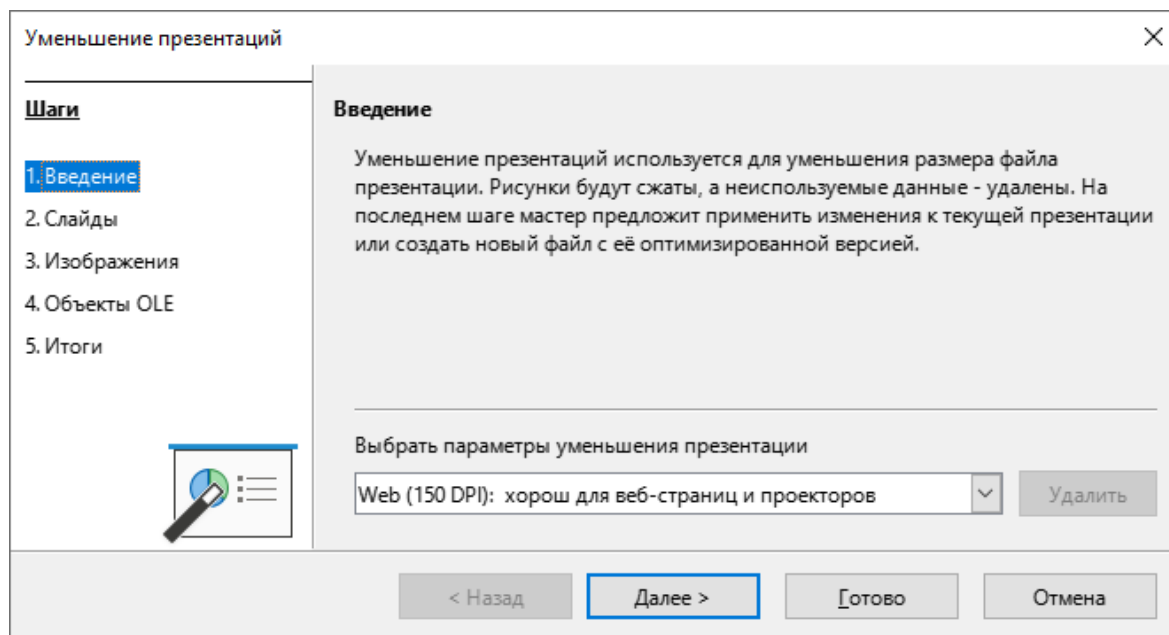 Уменьшение презентаций
Шаги
1. Введение
2. Слайды
3. Изображения
4. Объекты OLE
5. Итоги
Введение
Уменьшение презентаций используется для уменьшения размера файла
презентации. Рисунки будут сжаты, а неиспользуемые данные - удалены. На
последнем шаге мастер предложит применить изменения к текущей презентации
или создать новый файл с её оптимизированной версией.
Выбрать параметры уменьшения презентации
Web (150 DPI): хорош для веб-страниц и проекторов
Удалить
< Назад
Далее >
Готово
Отмена